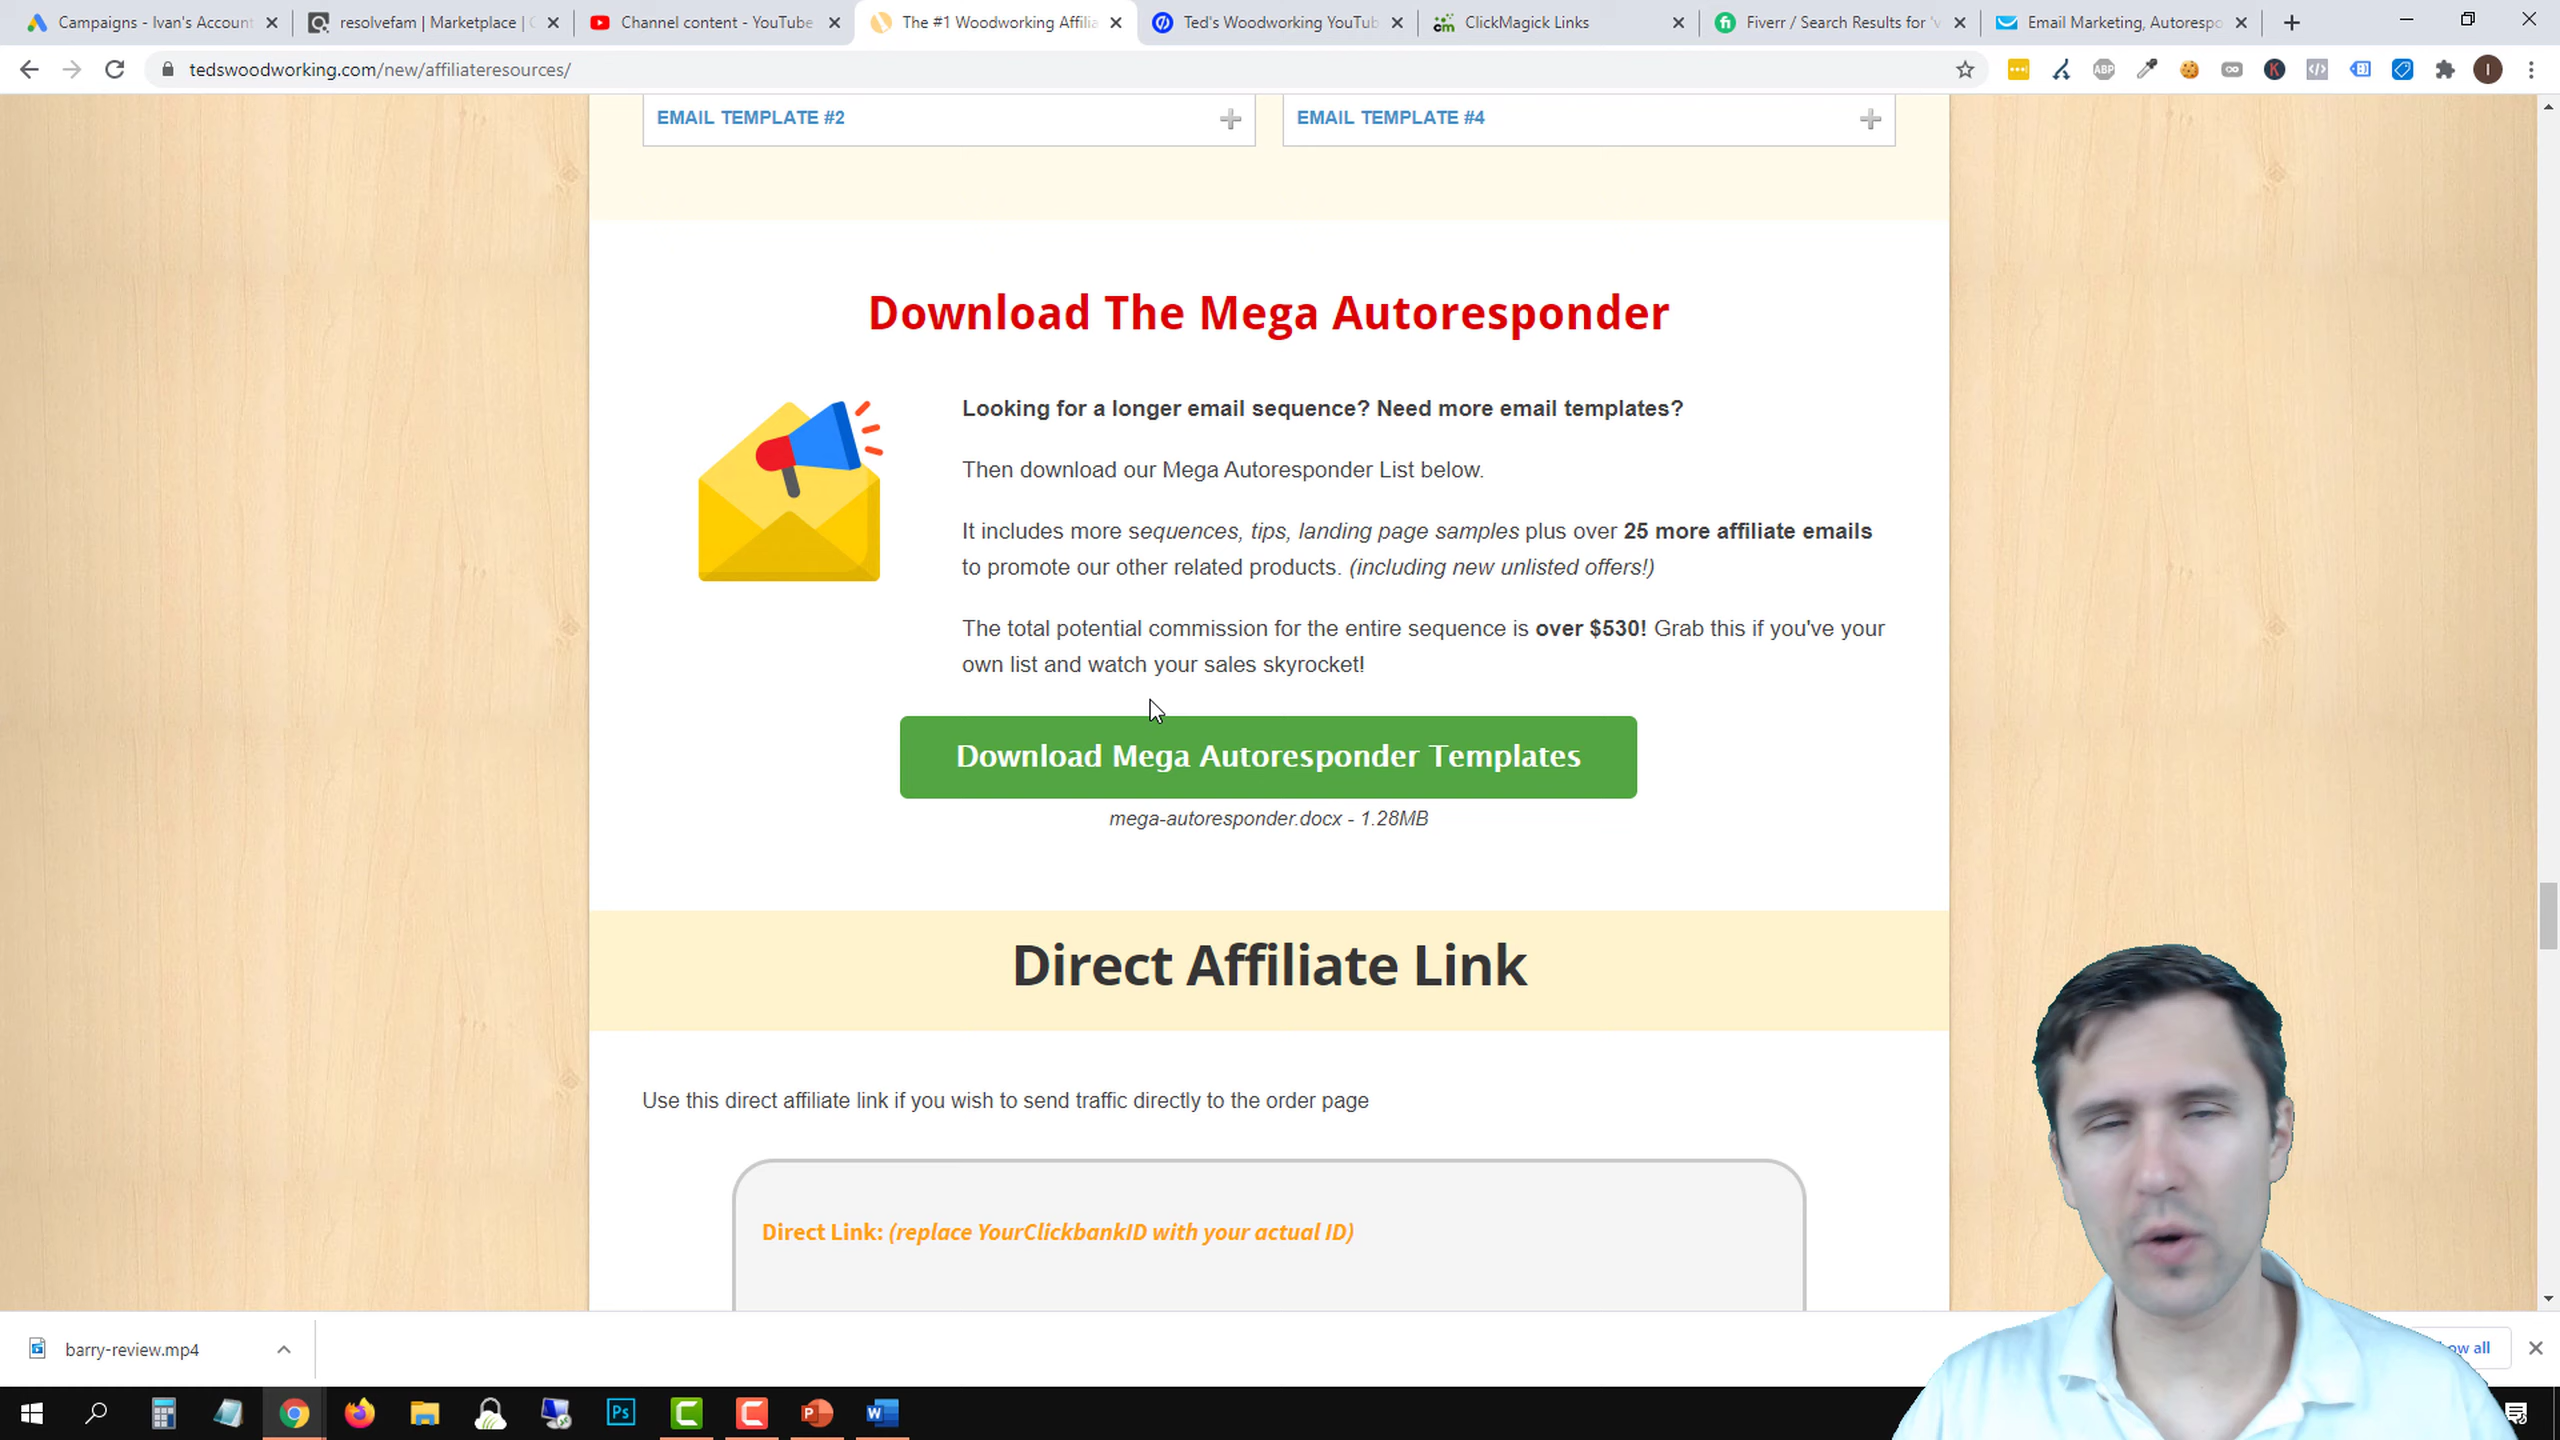 Campaigns - Ivan's Account
resolvefam | Marketplace |
Channel content - YouTube
The #1 Woodworking Affilia
Ted's Woodworking YouTub
ClickMagick Links
Fiverr / Search Results for 'v
Email Marketing, Autorespo
tedswoodworking.com/new/affiliateresources/
ABP
I
EMAIL TEMPLATE #2
EMAIL TEMPLATE #4
Download The Mega Autoresponder
Looking for a longer email sequence? Need more email templates?
Then download our Mega Autoresponder List below.
It includes more sequences, tips, landing page samples plus over 25 more affiliate emails
to promote our other related products. (including new unlisted offers!)
The total potential commission for the entire sequence is over $530! Grab this if you've your
own list and watch your sales skyrocket!
Download Mega Autoresponder Templates
mega-autoresponder.docx - 1.28MB
Direct Affiliate Link
Use this direct affiliate link if you wish to send traffic directly to the order page
Direct Link: (replace YourClickbankID with your actual ID)
barry-review.mp4
all
Ps